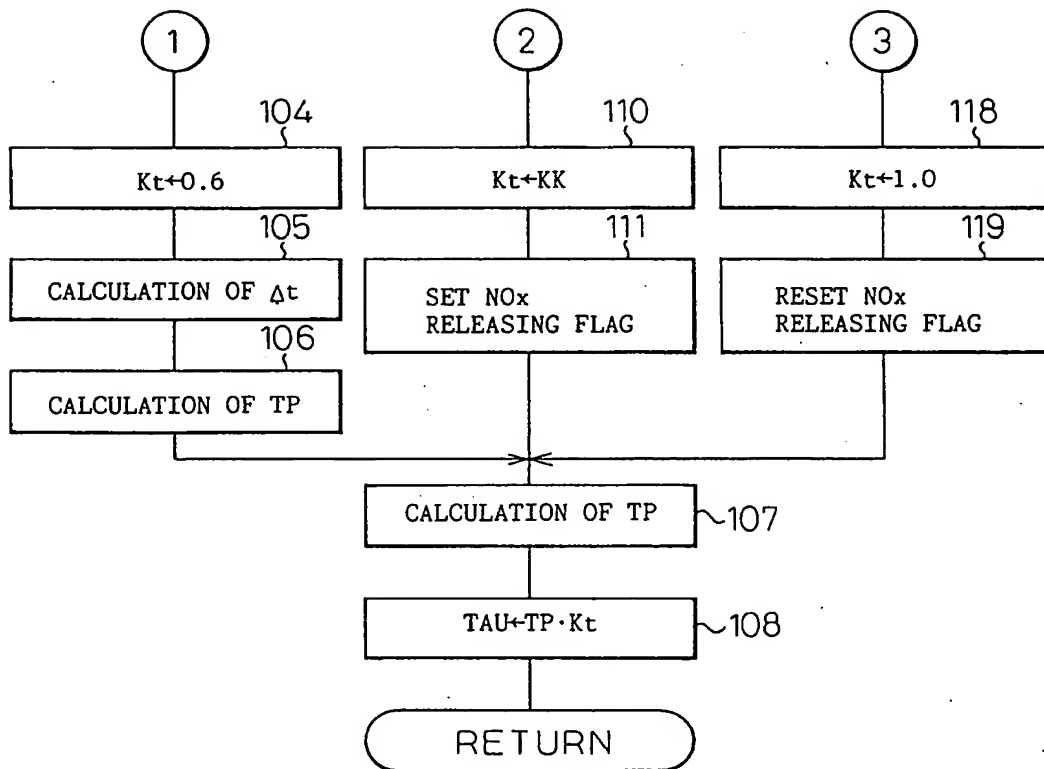 1
2
3
104
110
118
Kt←0.6
Kt←KK
Kt←1.0
105
111
119
CALCULATION OF Δt
SET NOx
RELEASING FLAG
RESET NOx
RELEASING FLAG
106
CALCULATION OF TP
CALCULATION OF TP
107
TAU←TP·Kt
108
RETURN